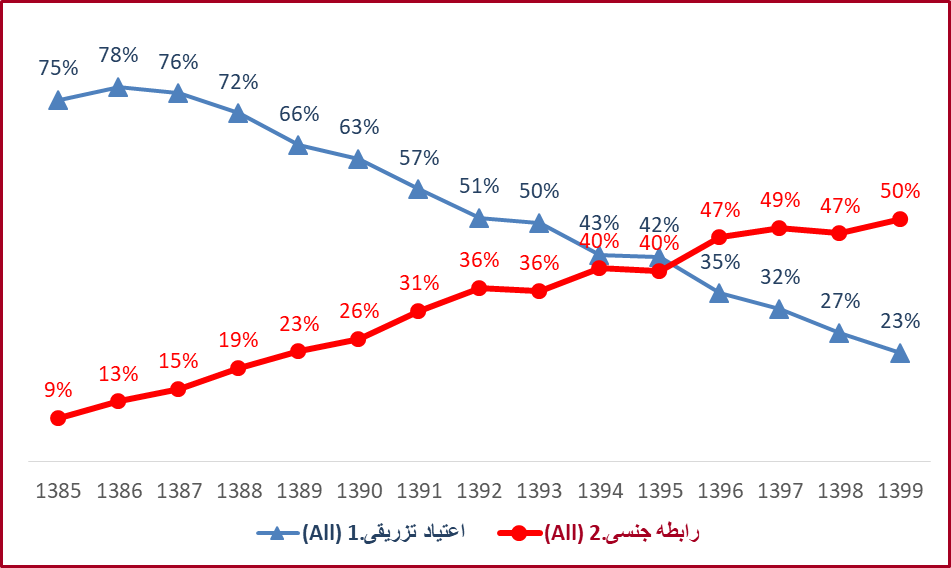 75% 78% 76% 72% 66% 63% 57% 51% 50% 43% 42% 35% 32% 27% 23%
9% 13% 15% 19% 23% 26% 31% 36% 36% 40% 40% 47% 49% 47% 50%
1385 1386 1387 1388 1389 1390 1391 1392 1393 1394 1395 1396 1397 1398 1399
(All) 1.اعتیاد تزریقی (All) 2.رابطه جنسی